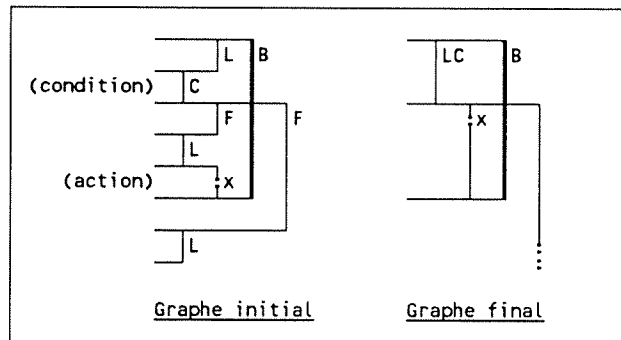 L B LC B
(condition) C
F F x
L
(action) x
L
Graphe initial Graphe final